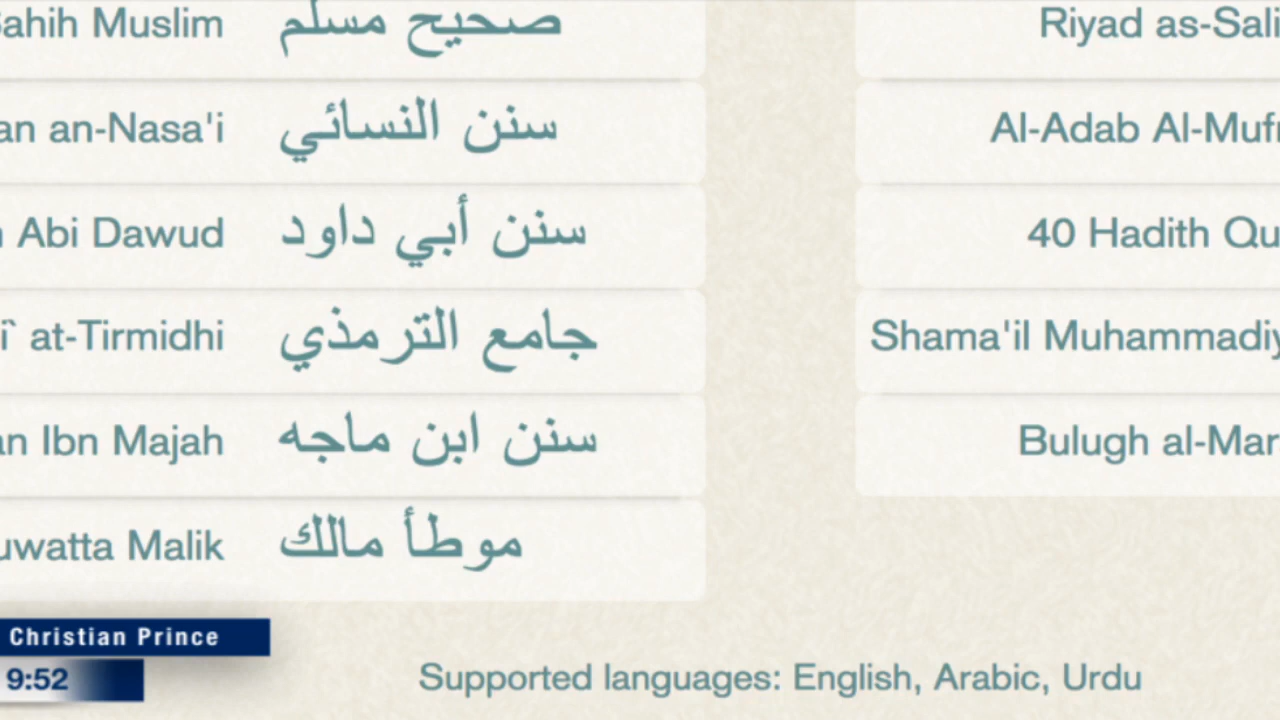 Sahih Muslim صحيح مسلم
an an-Nasa'i سنن النسائي
Abi Dawud سنن أبي داود
i` at-Tirmidhi جامع الترمذي
an Ibn Majah سنن ابن ماجه
uwatta Malik موطأ مالك
Riyad as-Sali
Al-Adab Al-Mufr
40 Hadith Qu
Shama'il Muhammadiy
Bulugh al-Mar
Christian Prince
9:52
Supported languages: English, Arabic, Urdu